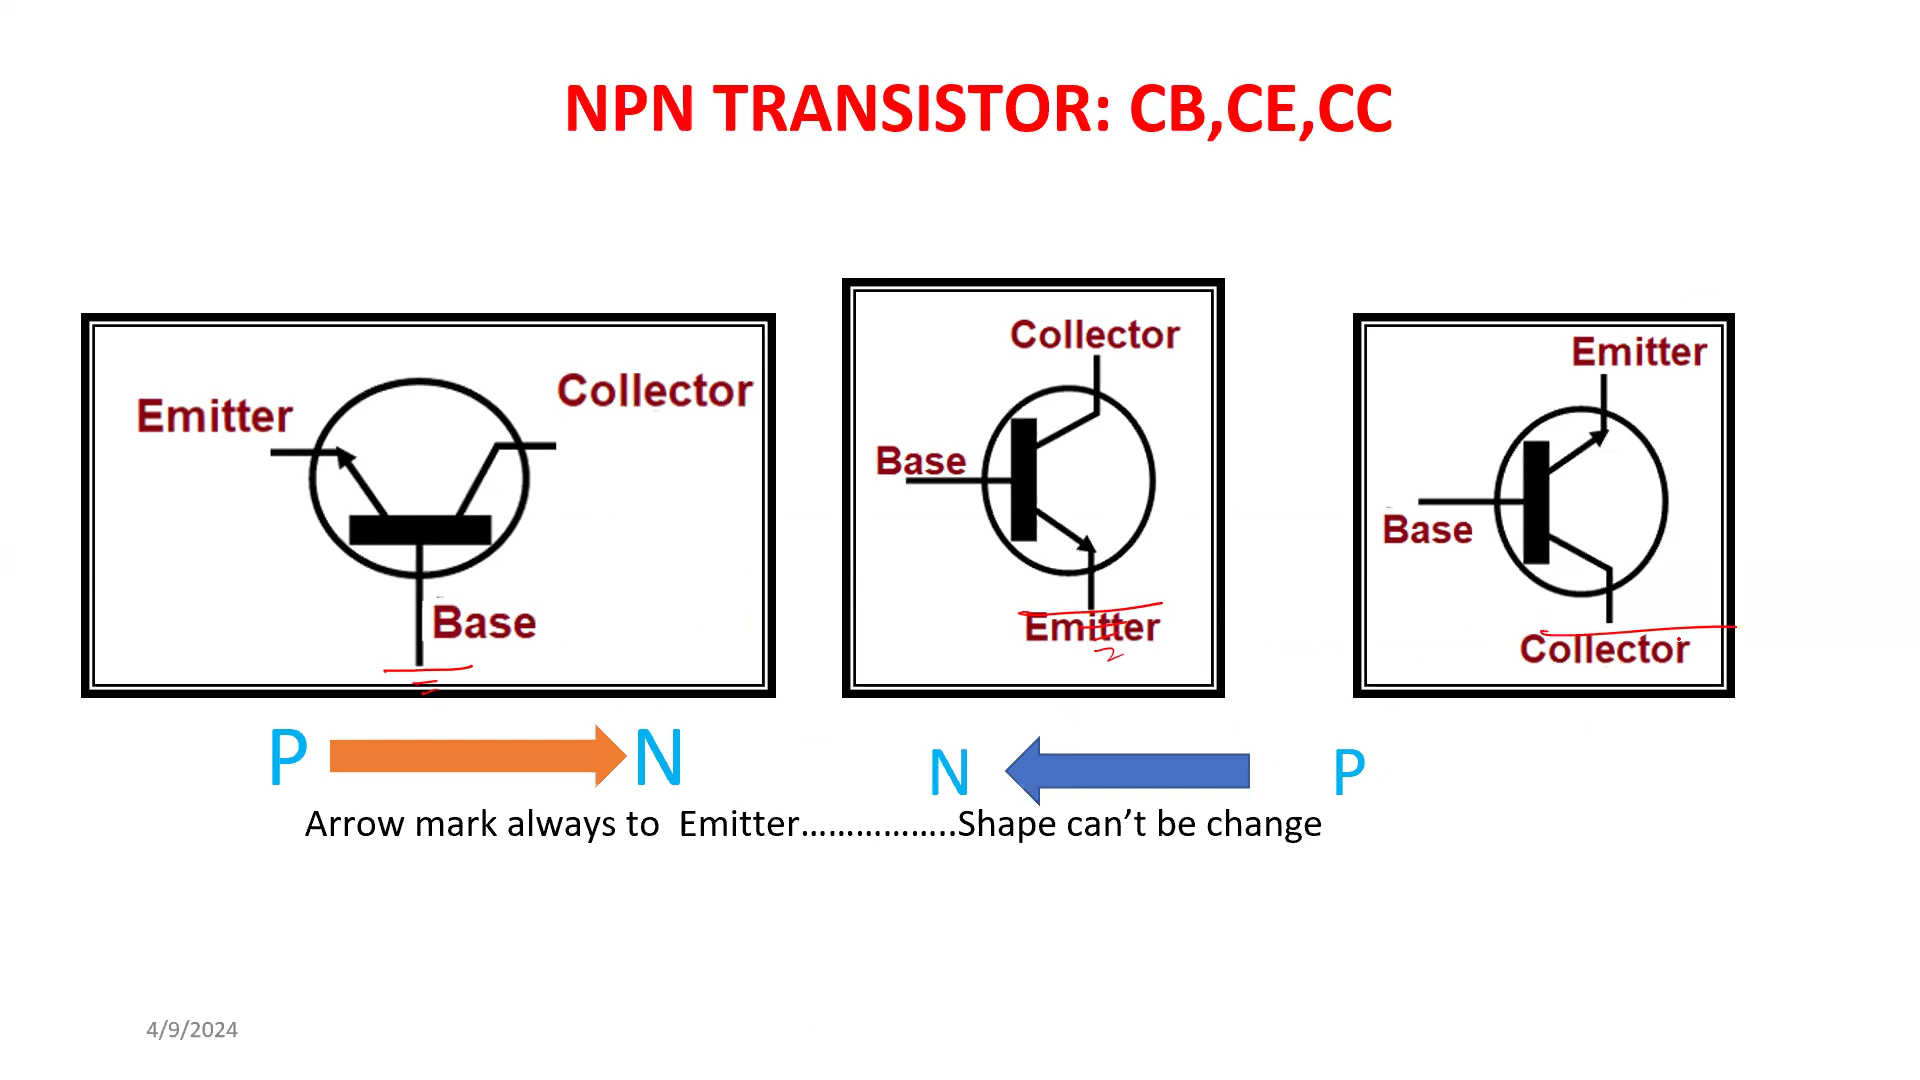 NPN TRANSISTOR: CB,CE,CC
Emitter
Collector
Base
Collector
Base
Emitter
Emitter
Base
Collector
P N
N P
Arrow mark always to  Emitter……………..Shape can’t be change
4/9/2024